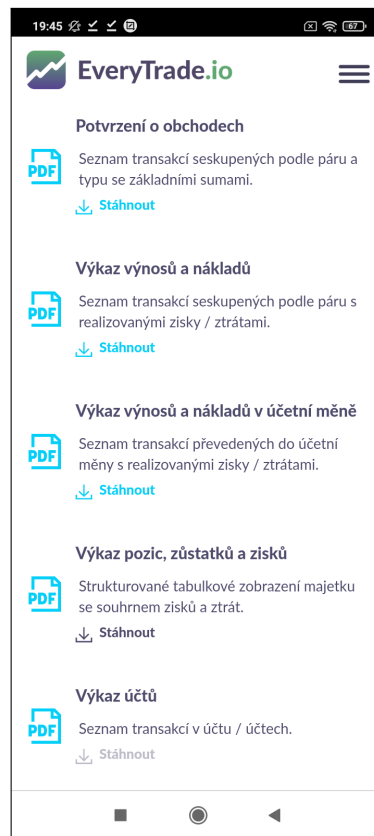 19:45
67
EveryTrade.io
Potvrzení o obchodech
PDF
Seznam transakcí seskupených podle páru a
typu se základními sumami.
Stáhnout
Výkaz výnosů a nákladů
PDF
Seznam transakcí seskupených podle páru s
realizovanými zisky / ztrátami.
Stáhnout
Výkaz výnosů a nákladů v účetní měně
PDF
Seznam transakcí převedených do účetní
měny s realizovanými zisky / ztrátami.
Stáhnout
Výkaz pozic, zůstatků a zisků
PDF
Strukturované tabulkové zobrazení majetku
se souhrnem zisků a ztrát.
Stáhnout
Výkaz účtů
PDF
Seznam transakcí v účtu / účtech.
Stáhnout